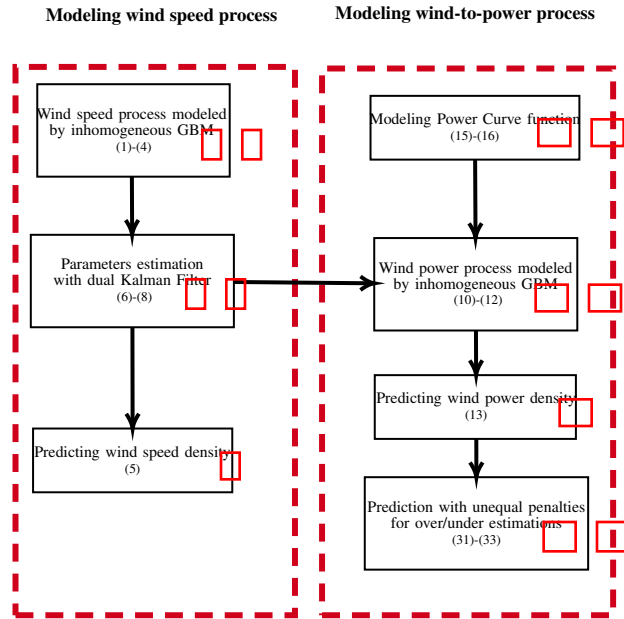 Modeling wind speed process
Wind speed process modeled
by inhomogeneous GBM
(1)-(4)
Parameters estimation
with dual Kalman Filter
(6)-(8)
Predicting wind speed density
(5)
Modeling wind-to-power process
Modeling Power Curve function
(15)-(16)
Wind power process modeled
by inhomogeneous GBM
(10)-(12)
Predicting wind power density
(13)
Prediction with unequal penalties
for over/under estimations
(31)-(33)